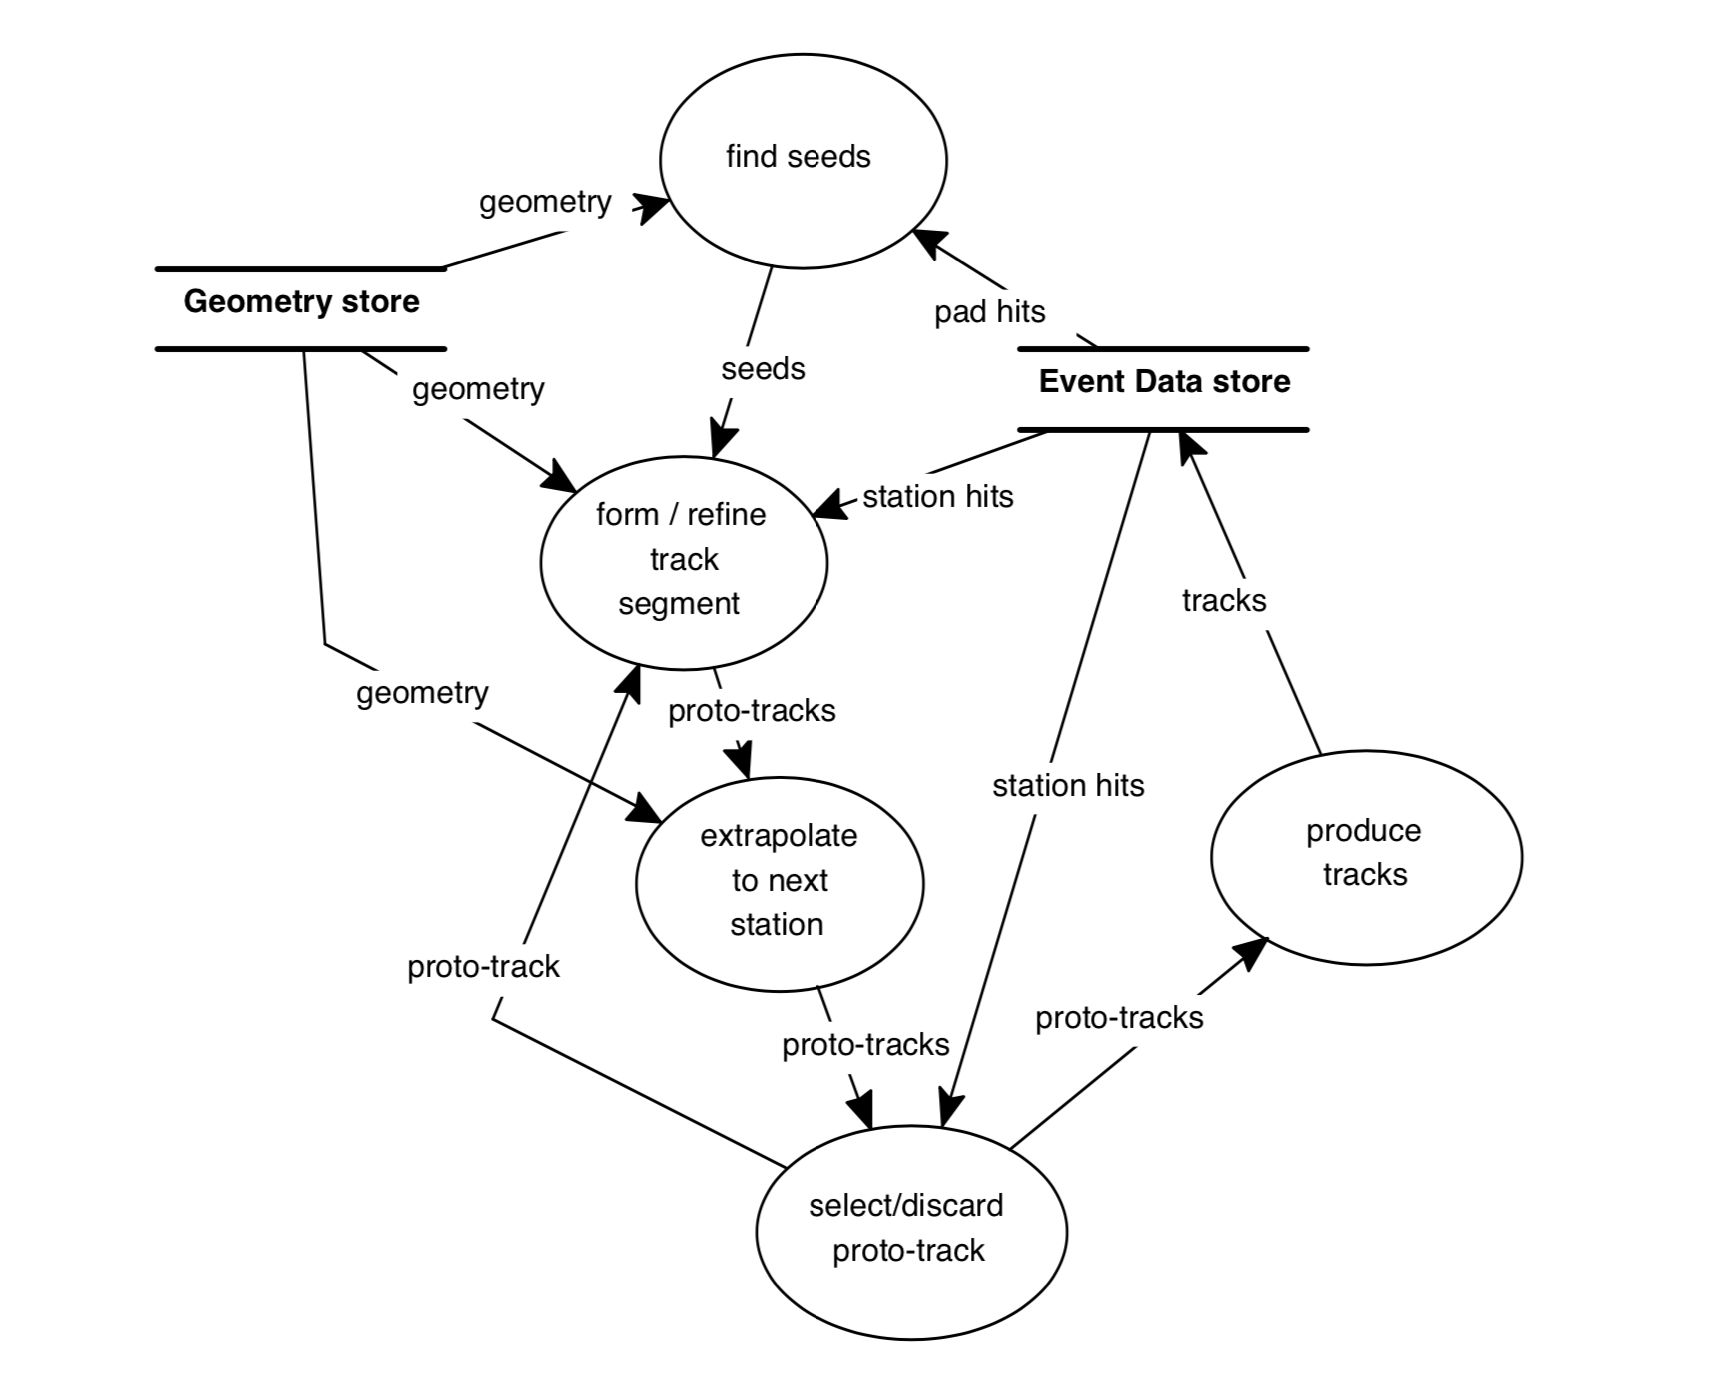 find seeds
geometry
Geometry store
pad hits
seeds
Event Data store
geometry
station hits
form / refine
track
segment
tracks
geometry
proto-tracks
station hits
extrapolate
to next
station
produce
tracks
proto-track
proto-tracks
proto-tracks
select/discard
proto-track